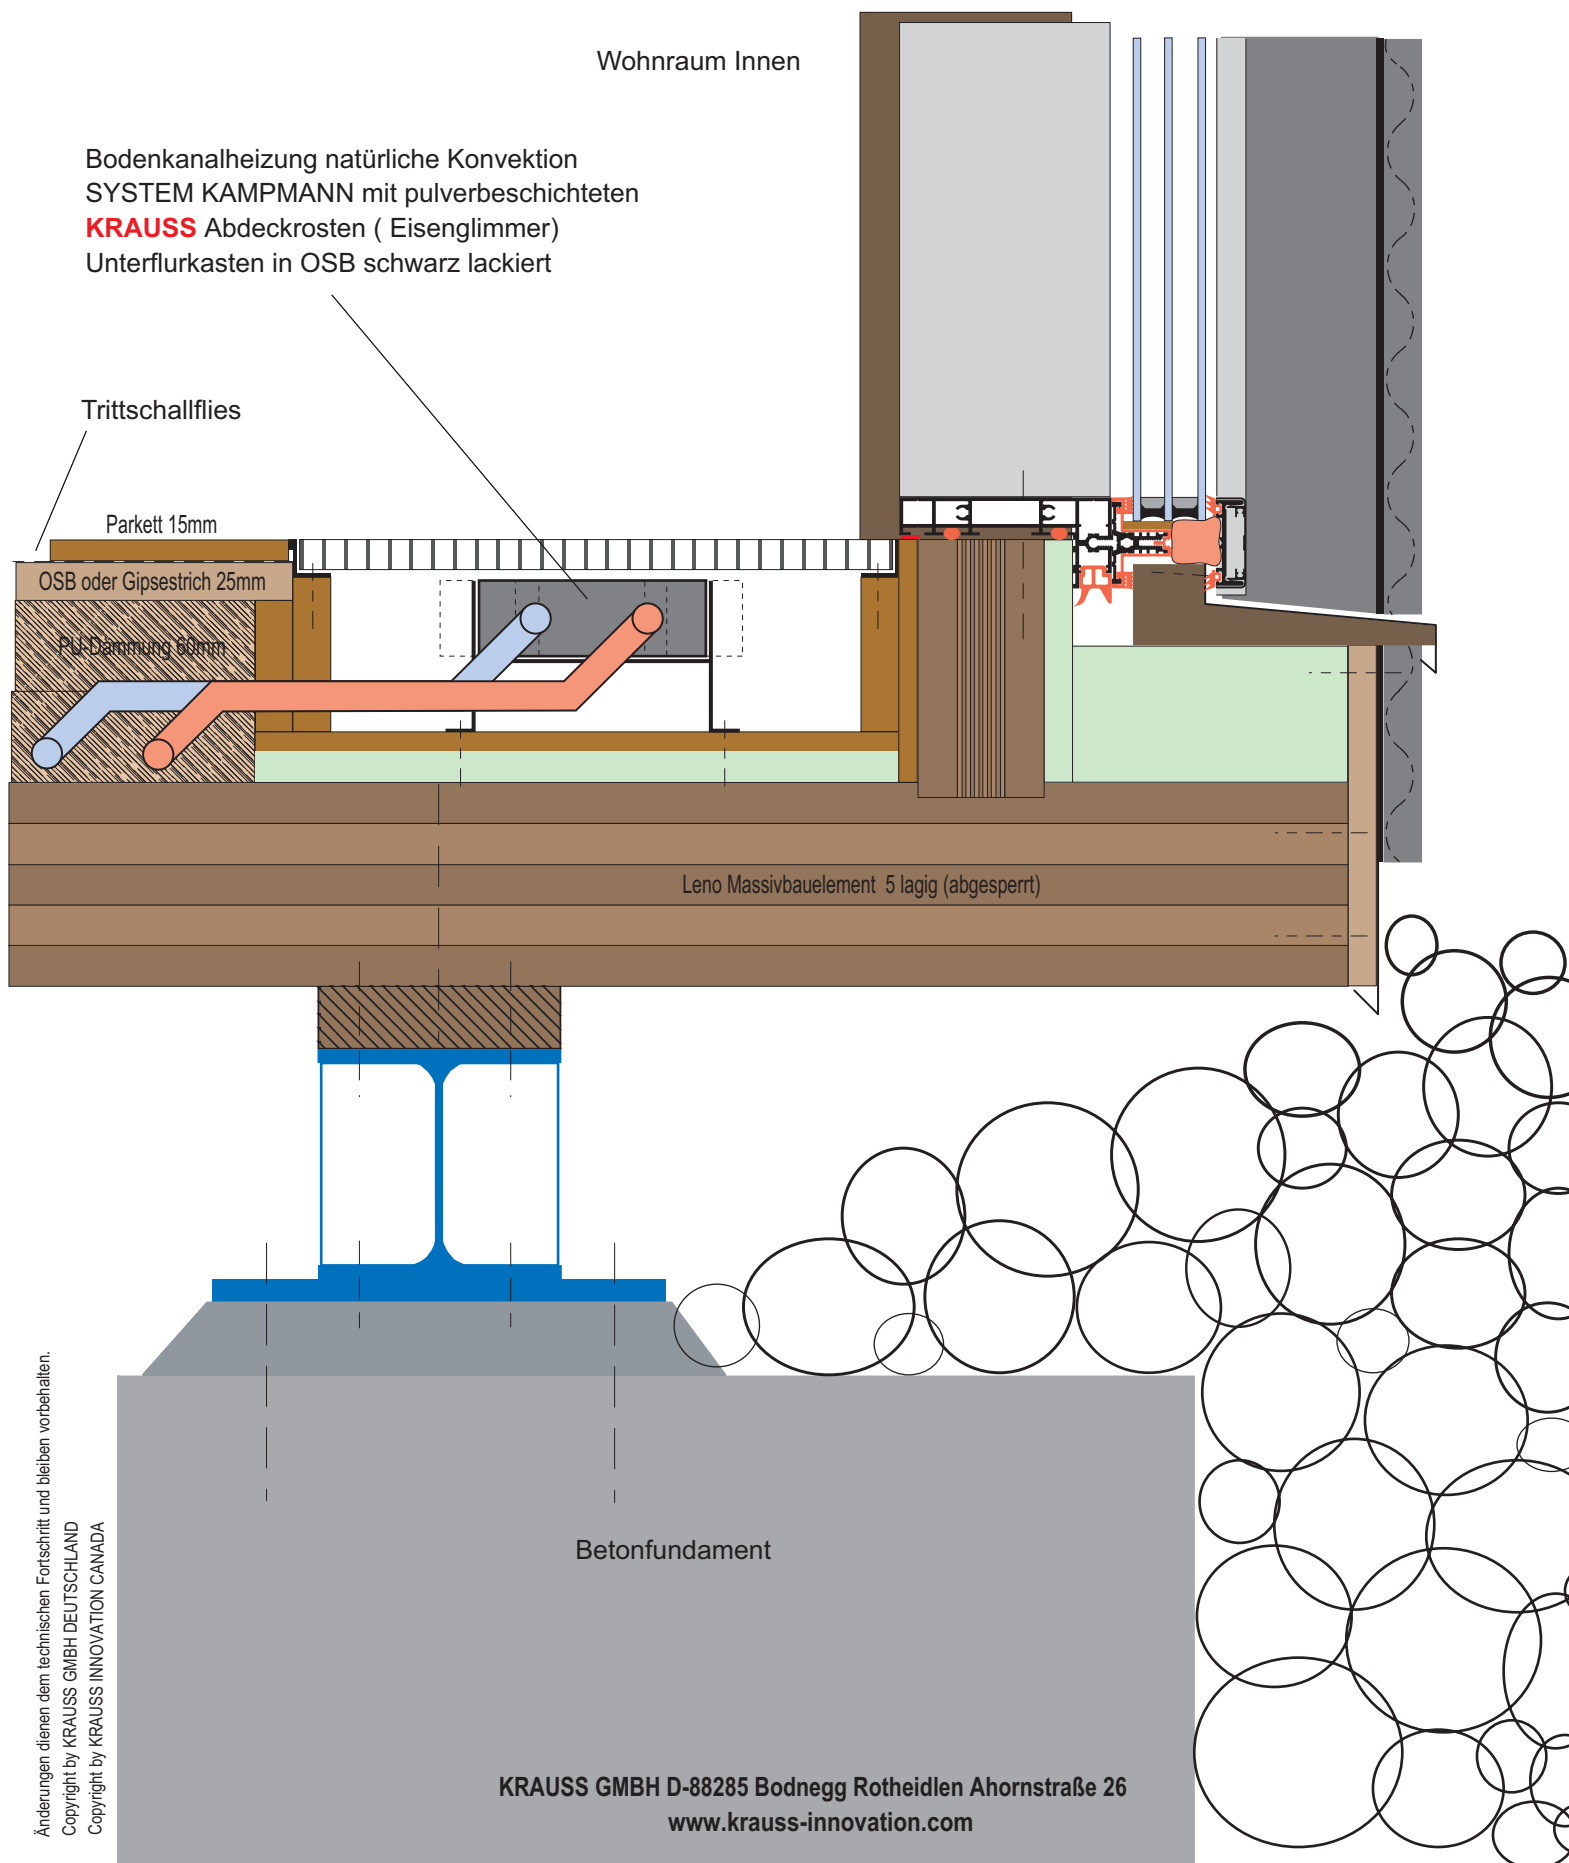 Wohnraum Innen
Bodenkanalheizung natürliche Konvektion
SYSTEM KAMPMANN mit pulverbeschichteten
KRAUSS Abdeckrosten ( Eisenglimmer)
Unterflurkasten in OSB schwarz lackiert
Trittschallflies
Parkett 15mm
OSB oder Gipsestrich 25mm
PU-Dämmung 60mm
Leno Massivbauelement 5 lagig (abgesperrt)
Betonfundament
KRAUSS GMBH D-88285 Bodnegg Rotheidlen Ahornstraße 26
www.krauss-innovation.com
Änderungen dienen dem technischen Fortschritt und bleiben vorbehalten.
Copyright by KRAUSS GMBH DEUTSCHLAND
Copyright by KRAUSS INNOVATION CANADA